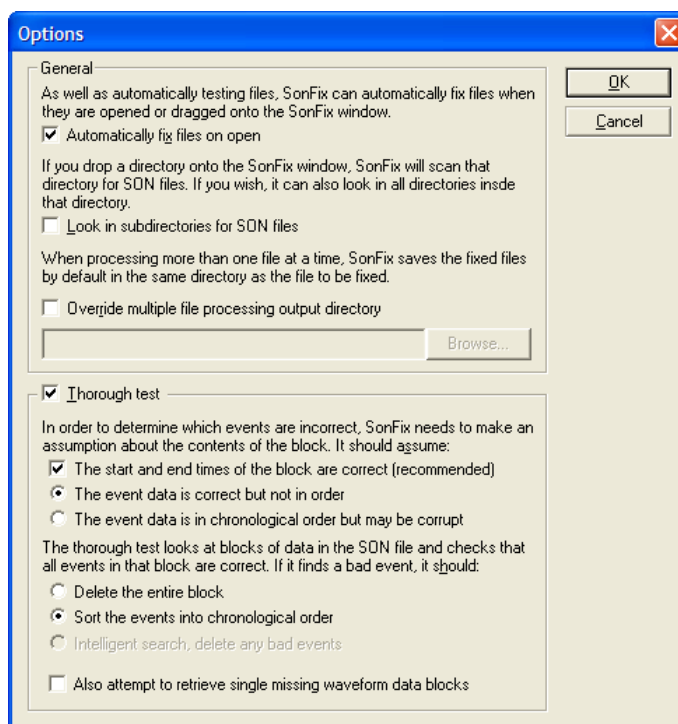 Options
General
OK
Cancel
As well as automatically testing files, SonFix can automatically fix files when
they are opened or dragged onto the SonFix window.
Automatically fix files on open
If you drop a directory onto the SonFix window, SonFix will scan that
directory for SON files. If you wish, it can also look in all directories insde
that directory.
Look in subdirectories for SON files
When processing more than one file at a time, SonFix saves the fixed files
by default in the same directory as the file to be fixed.
Override multiple file processing output directory
Browse...
Thorough test
In order to determine which events are incorrect, SonFix needs to make an
assumption about the contents of the block. It should assume:
The start and end times of the block are correct (recommended)
The event data is correct but not in order
The event data is in chronological order but may be corrupt
The thorough test looks at blocks of data in the SON file and checks that
all events in that block are correct. If it finds a bad event, it should:
Delete the entire block
Sort the events into chronological order
Intelligent search, delete any bad events
Also attempt to retrieve single missing waveform data blocks